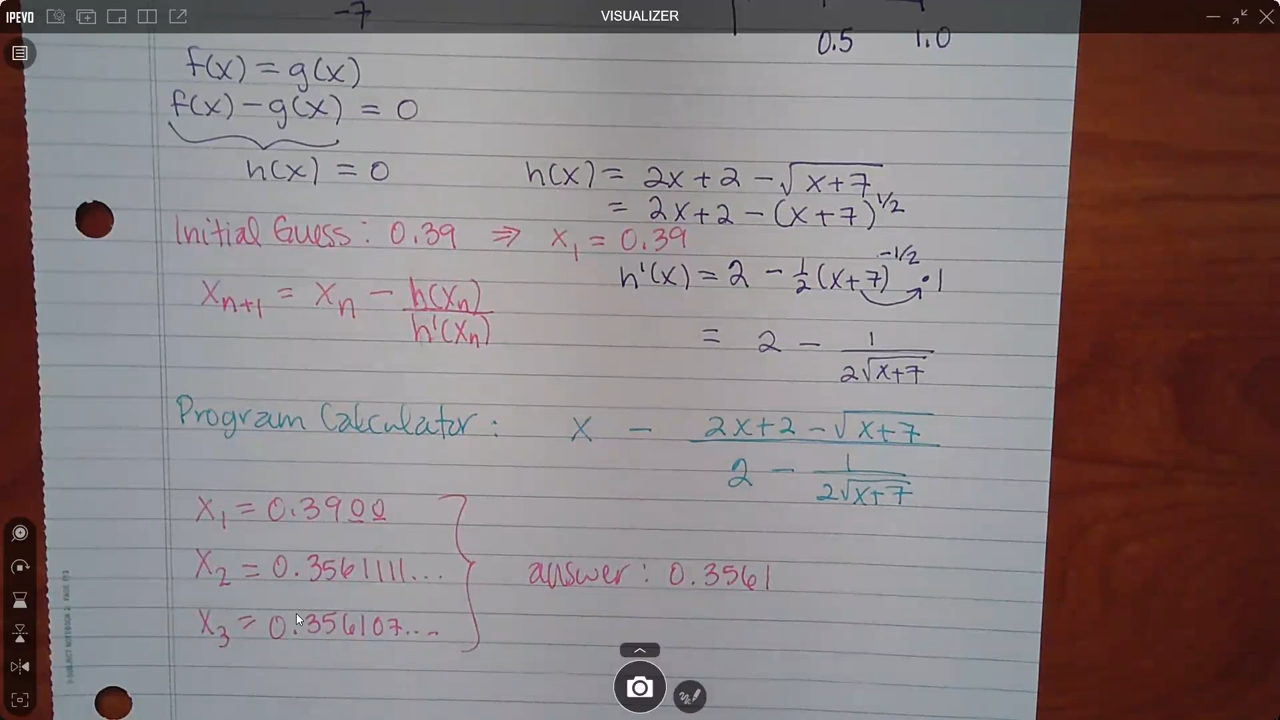 IPEVO
VISUALIZER
-7
0.5 1.0
f(x) = g(x)
f(x) - g(x) = 0
h(x) = 0
h(x) = 2x + 2 - √(x+7)
= 2x + 2 - (x+7)^1/2
Initial Guess: 0.39 ⇒ x₁ = 0.39
h'(x) = 2 - 1/2 (x+7)^-1/2 · 1
xₙ₊₁ = xₙ - h(xₙ)/h'(xₙ)
= 2 - 1/(2√(x+7))
Program Calculator: x - (2x+2-√(x+7))/(2 - 1/(2√(x+7)))
x₁ = 0.3900
x₂ = 0.3561111...
answer: 0.3561
x₃ = 0.356107...